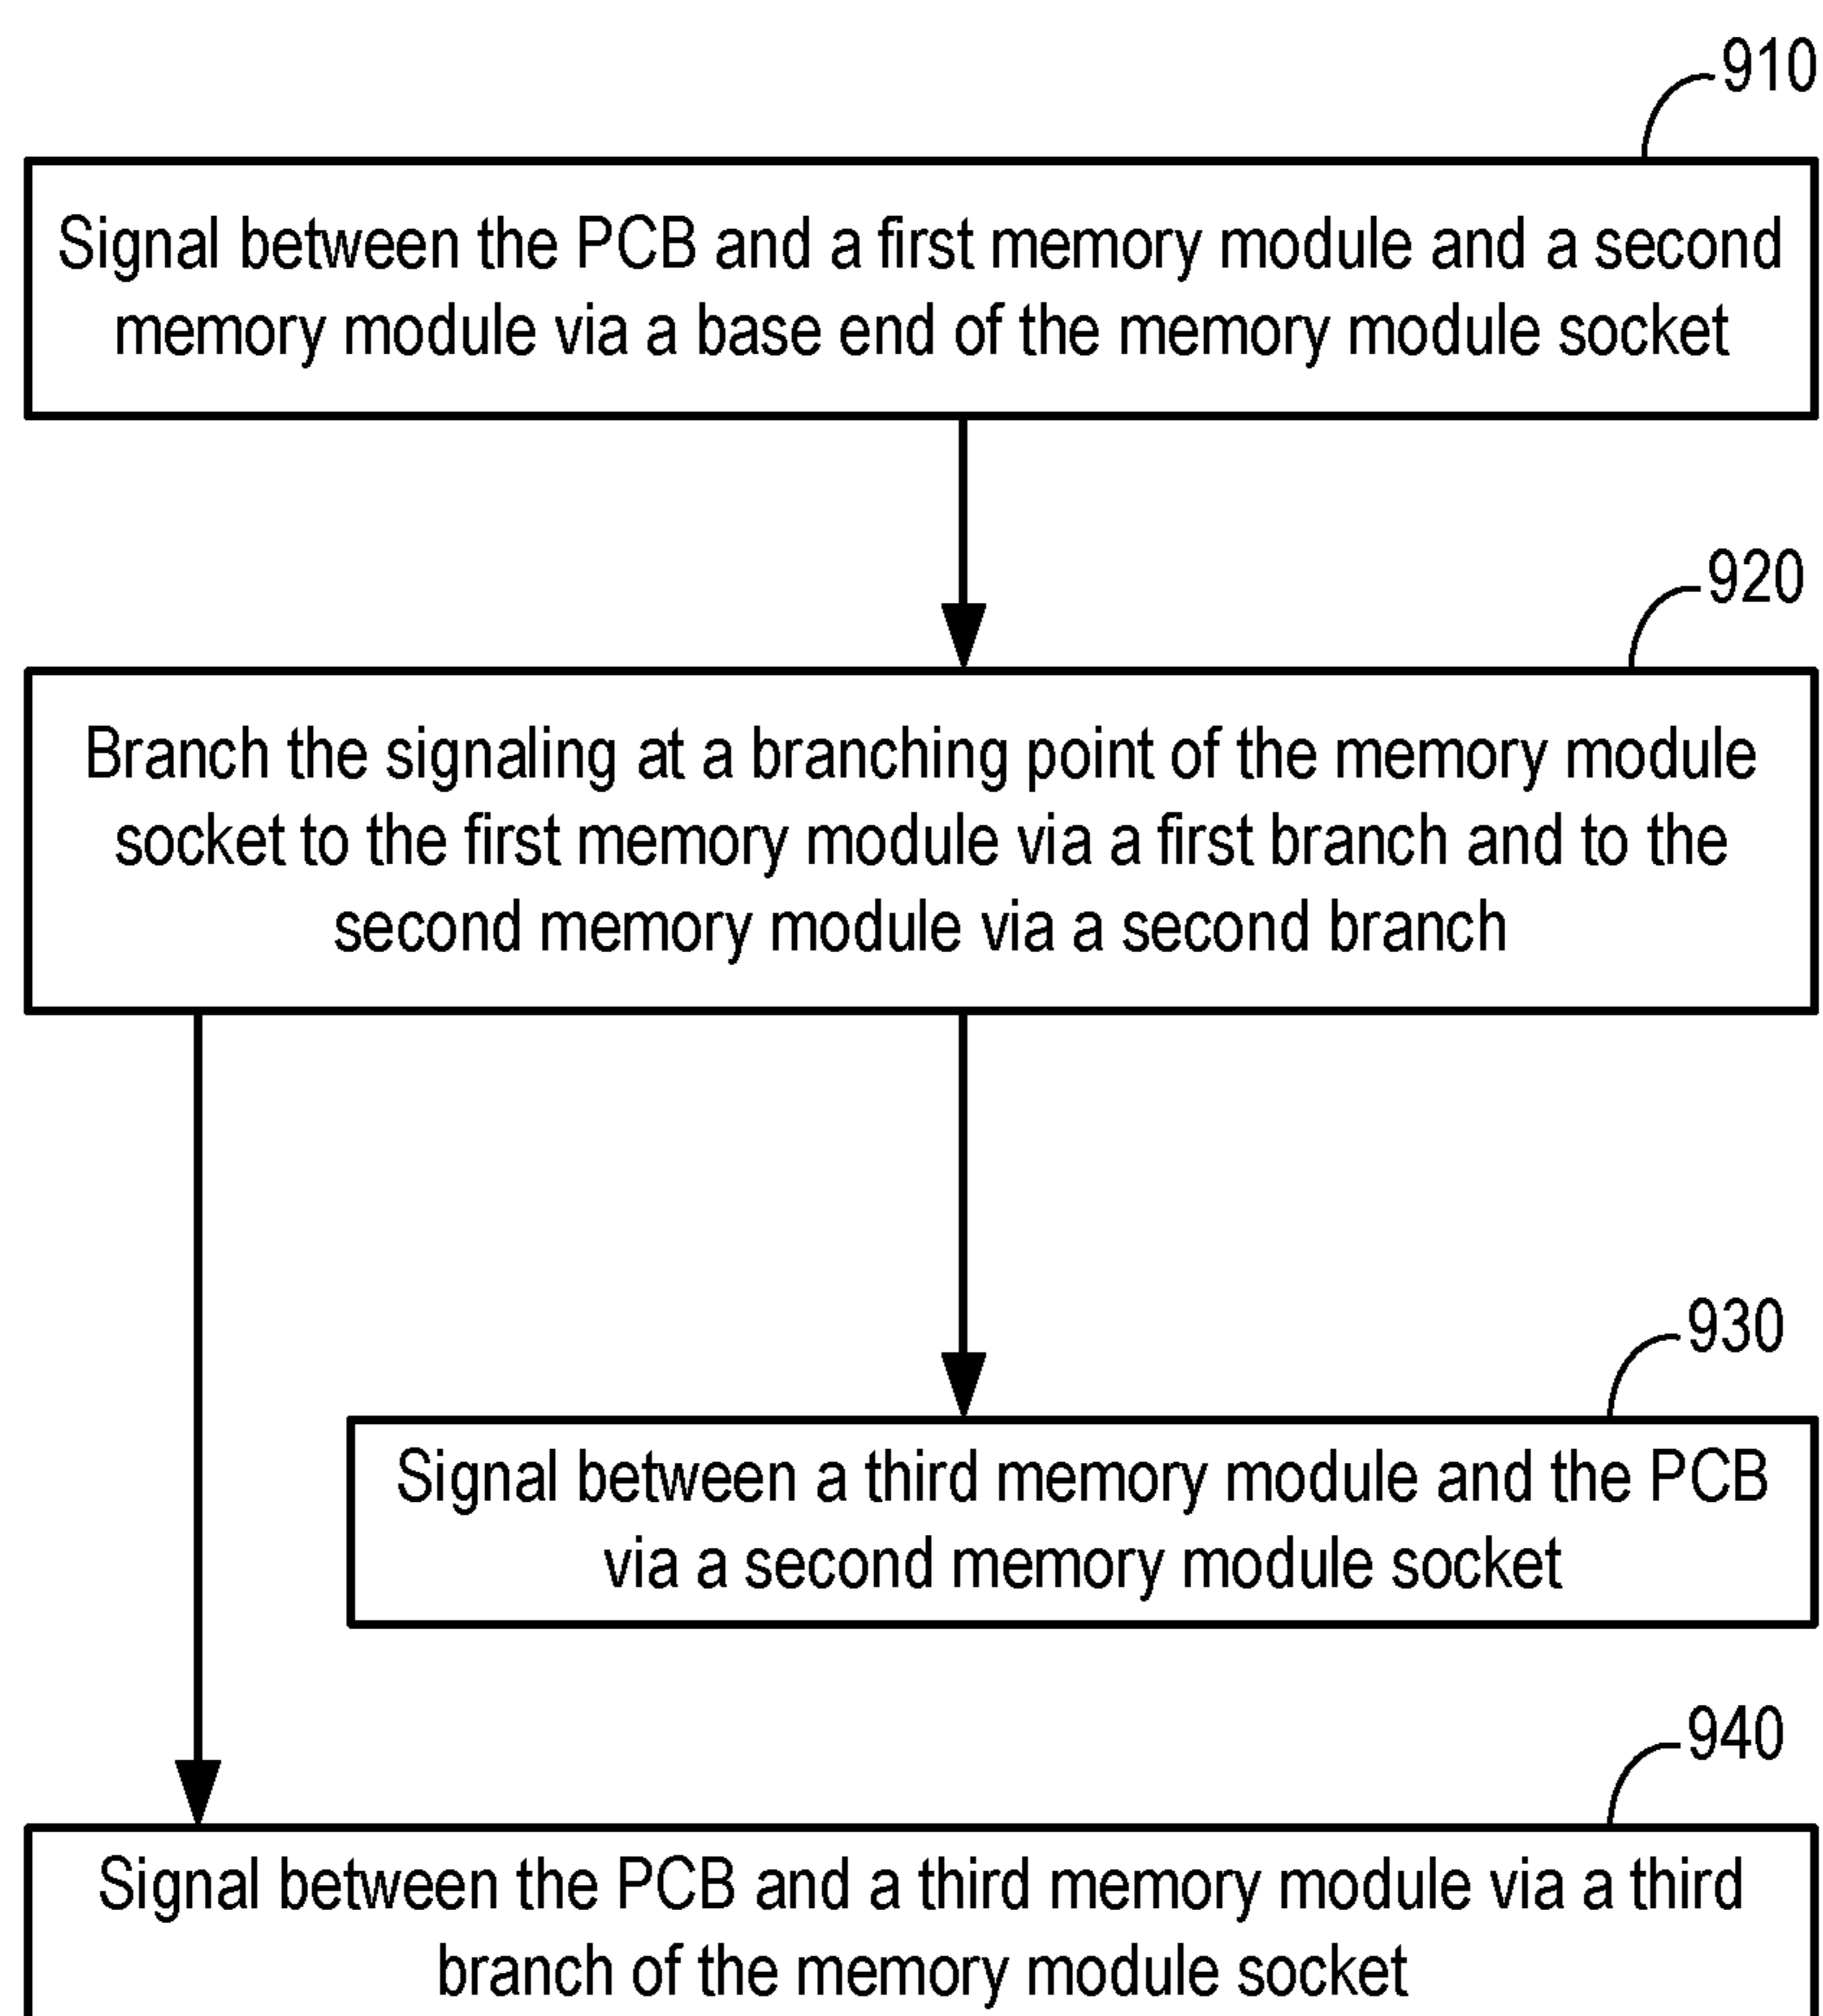 910
Signal between the PCB and a first memory module and a second
memory module via a base end of the memory module socket
920
Branch the signaling at a branching point of the memory module
socket to the first memory module via a first branch and to the
second memory module via a second branch
930
Signal between a third memory module and the PCB
via a second memory module socket
940
Signal between the PCB and a third memory module via a third
branch of the memory module socket